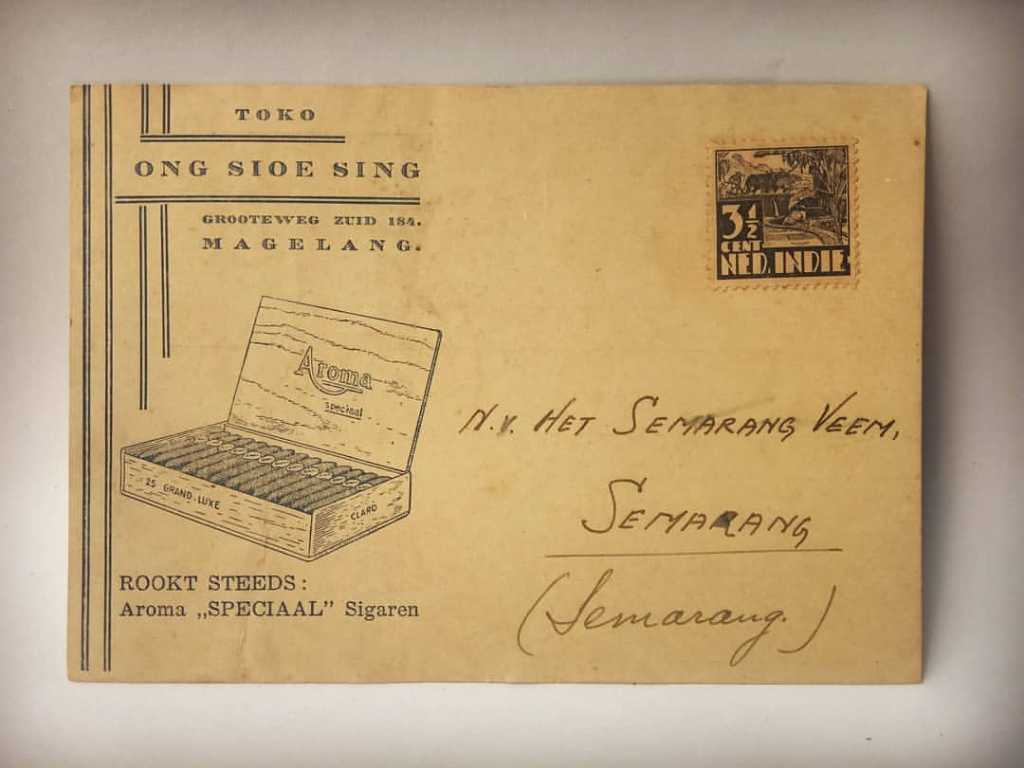 TOKO
ONG SIOE SING
GROOTEWEG ZUID 184.
MAGELANG.
3½
CENT
NED. INDIË
Aroma
Speciaal
25 GRAND-LUXE
CLARO
N.V. HET SEMARANG VEEM,
SEMARANG
(Semarang.)
ROOKT STEEDS:
Aroma „SPECIAAL” Sigaren